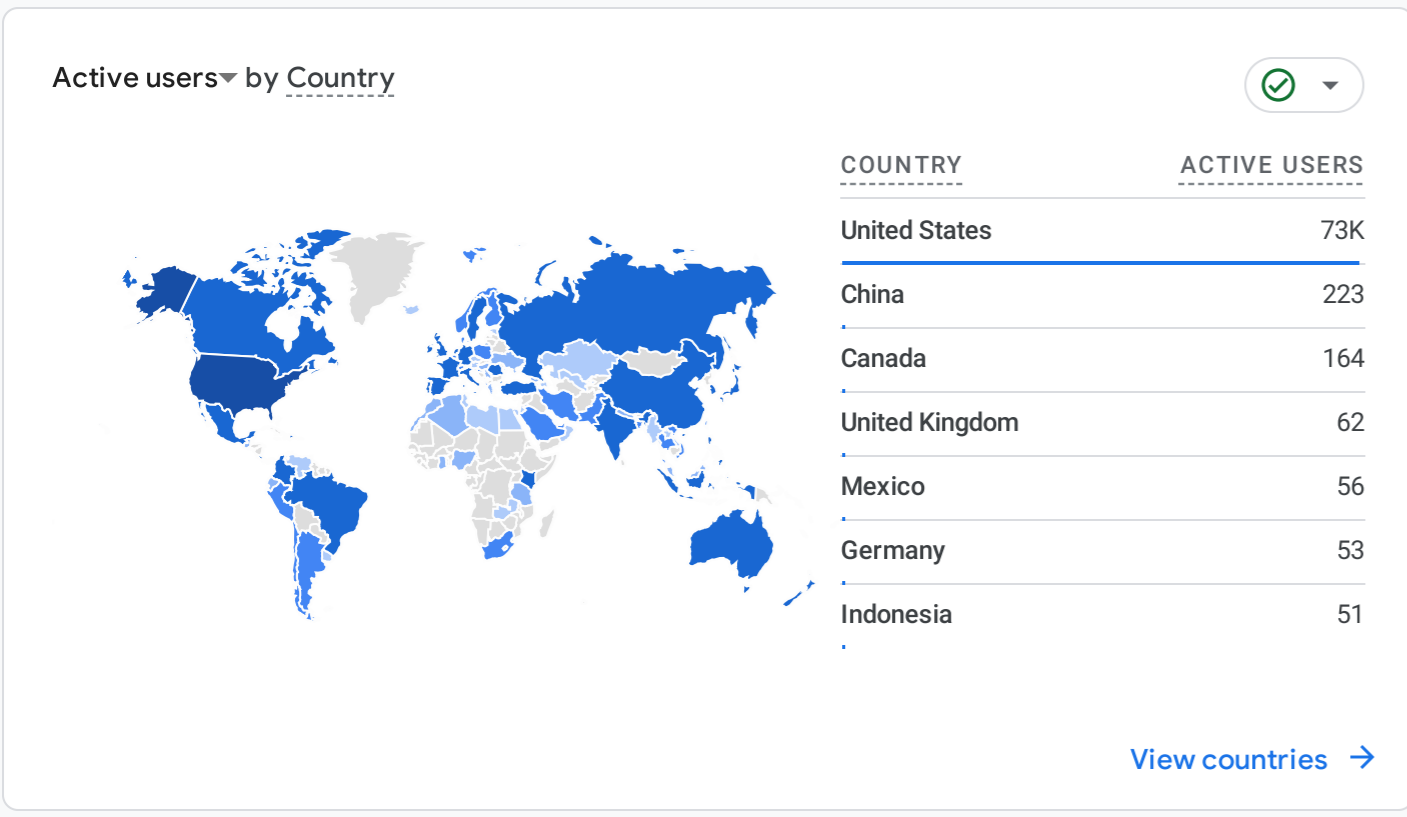 Active users by Country
COUNTRY ACTIVE USERS
United States 73K
China 223
Canada 164
United Kingdom 62
Mexico 56
Germany 53
Indonesia 51
View countries